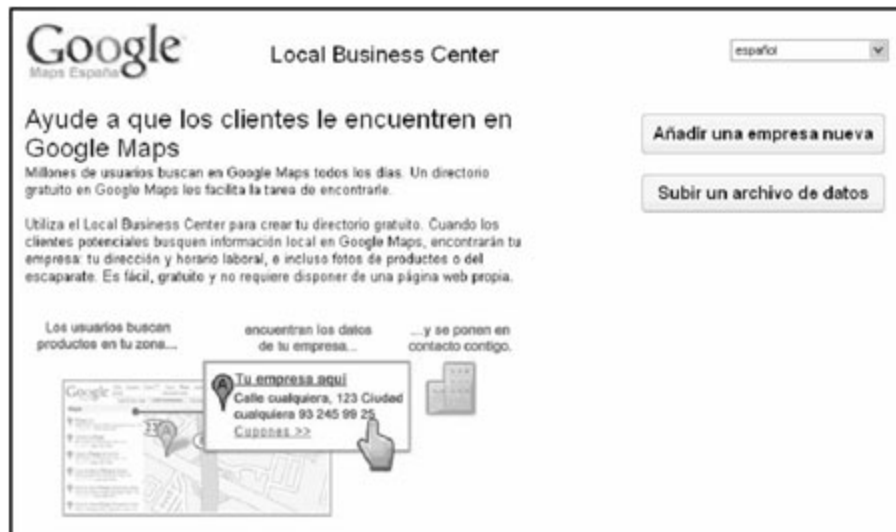 Google
Maps España
Local Business Center
español
Ayude a que los clientes le encuentren en
Google Maps
Millones de usuarios buscan en Google Maps todos los días. Un directorio
gratuito en Google Maps les facilita la tarea de encontrarle.
Utiliza el Local Business Center para crear tu directorio gratuito. Cuando los
clientes potenciales busquen información local en Google Maps, encontrarán tu
empresa: tu dirección y horario laboral, e incluso fotos de productos o del
escaparate. Es fácil, gratuito y no requiere disponer de una página web propia.
Añadir una empresa nueva
Subir un archivo de datos
Los usuarios buscan
productos en tu zona...
encuentran los datos
de tu empresa...
...y se ponen en
contacto contigo.
Google
A
A
Tu empresa aquí
Calle cualquiera, 123 Ciudad
cualquiera 93 245 99 25
Cupones >>